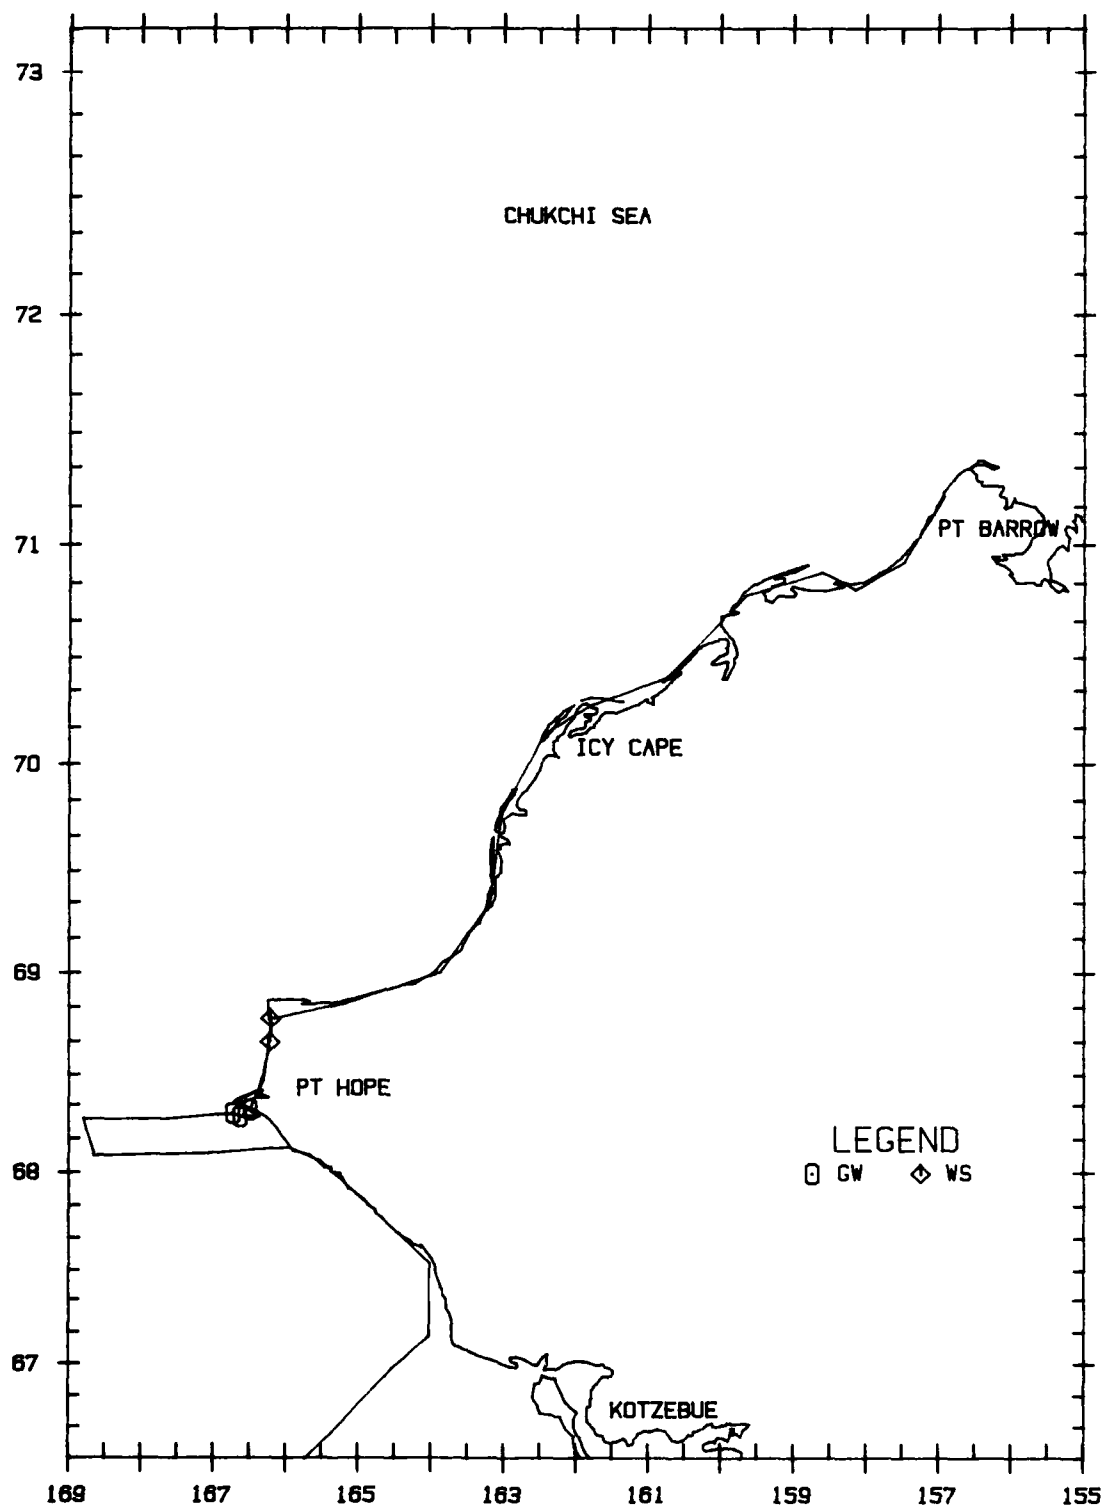 73
CHUKCHI SEA
72
71
PT BARROW
ICY CAPE
70
69
PT HOPE
LEGEND
68
GW WS
67
KOTZEBUE
169 167 165 163 161 159 157 155